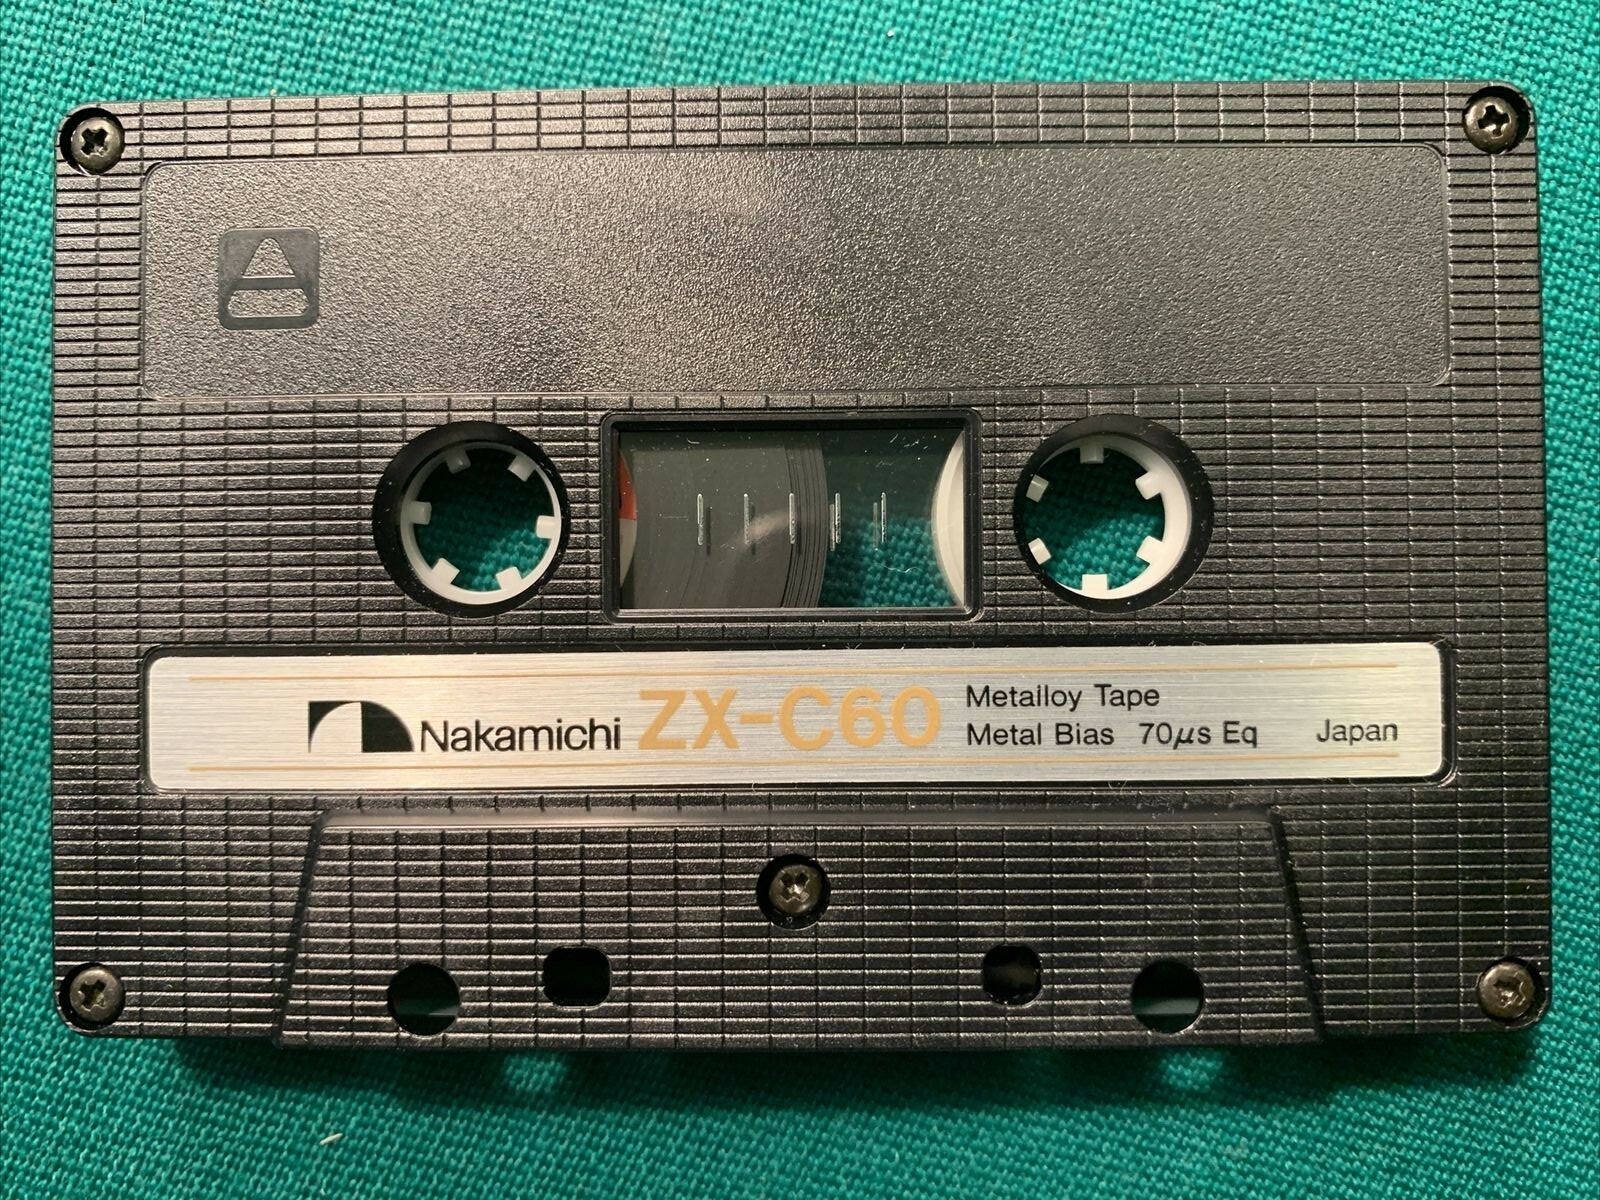 A
Nakamichi ZX-C60
Metalloy Tape
Metal Bias 70µs Eq Japan